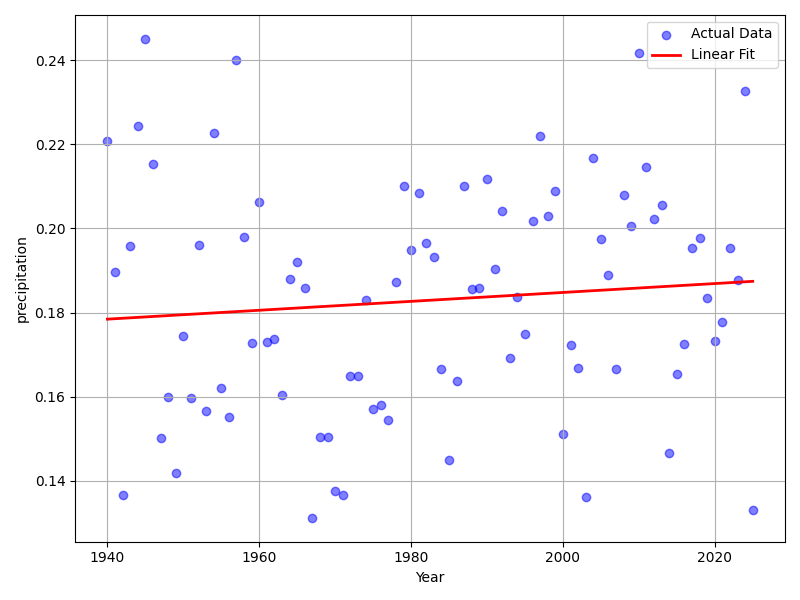 Actual Data
Linear Fit
0.24
0.22
0.20
0.18
0.16
0.14
precipitation
1940
1960
1980
2000
2020
Year